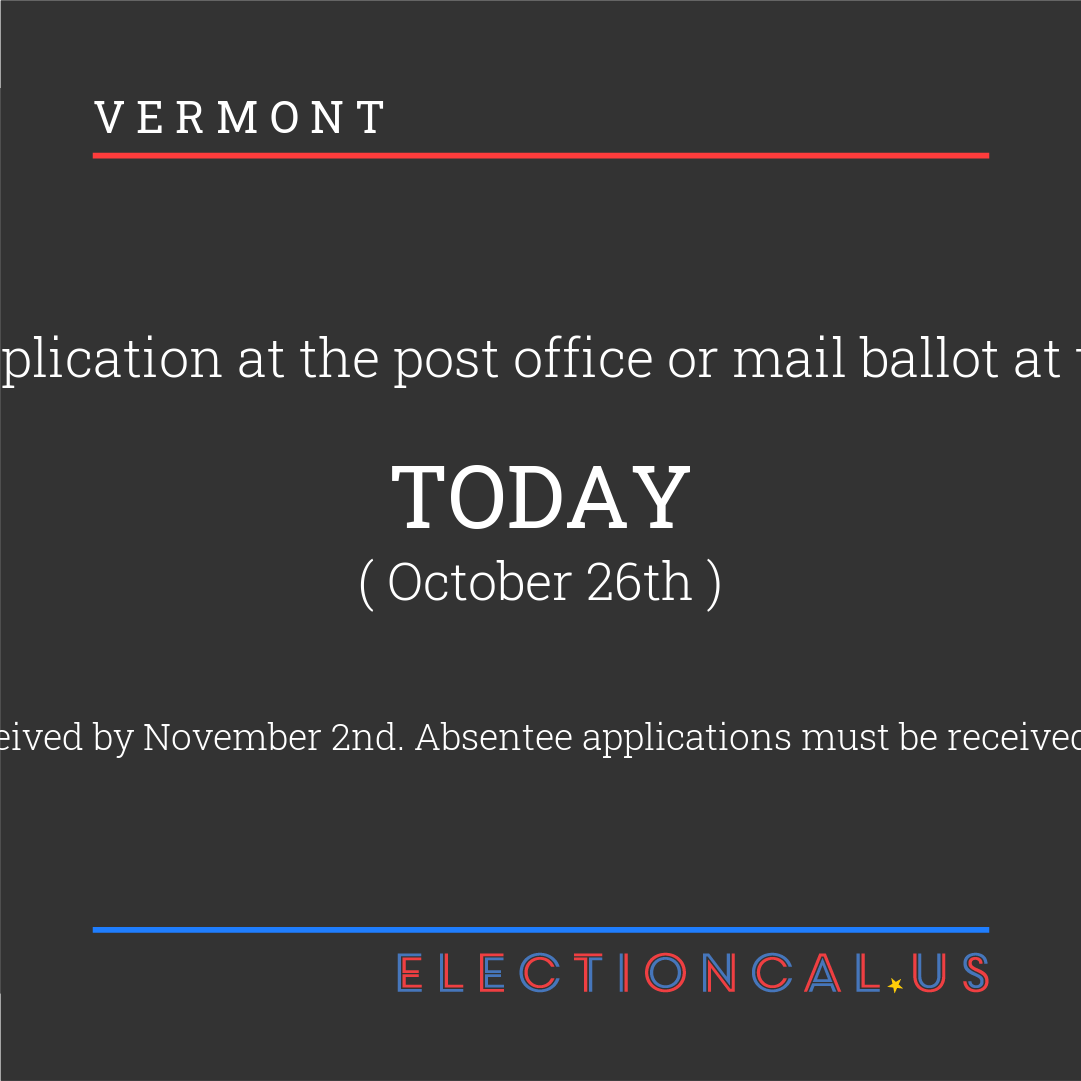 VERMONT
plication at the post office or mail ballot at
TODAY
( October 26th )
eived by November 2nd. Absentee applications must be received
ELECTIONCAL.US